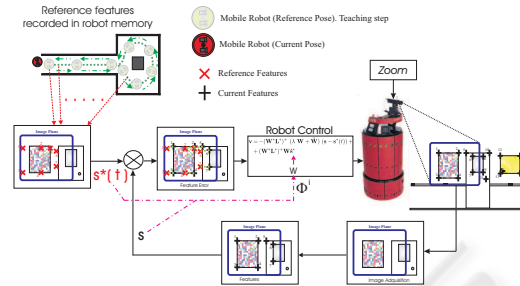 Reference features
recorded in robot memory
Mobile Robot (Reference Pose). Teaching step
Mobile Robot (Current Pose)
Reference Features
Current Features
Zoom
Image Plane
Image Plane
Robot Control
s*(t)
Feature Error
W
Φ i
s
Image Plane
Features
Image Plane
Image Adquisition